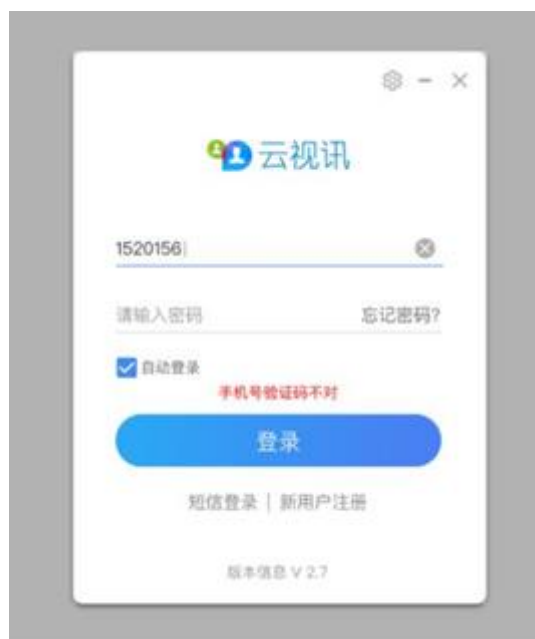 云视讯
1520156
请输入密码 忘记密码?
自动登录
手机号验证码不对
登录
短信登录 | 新用户注册
版本信息 V 2.7